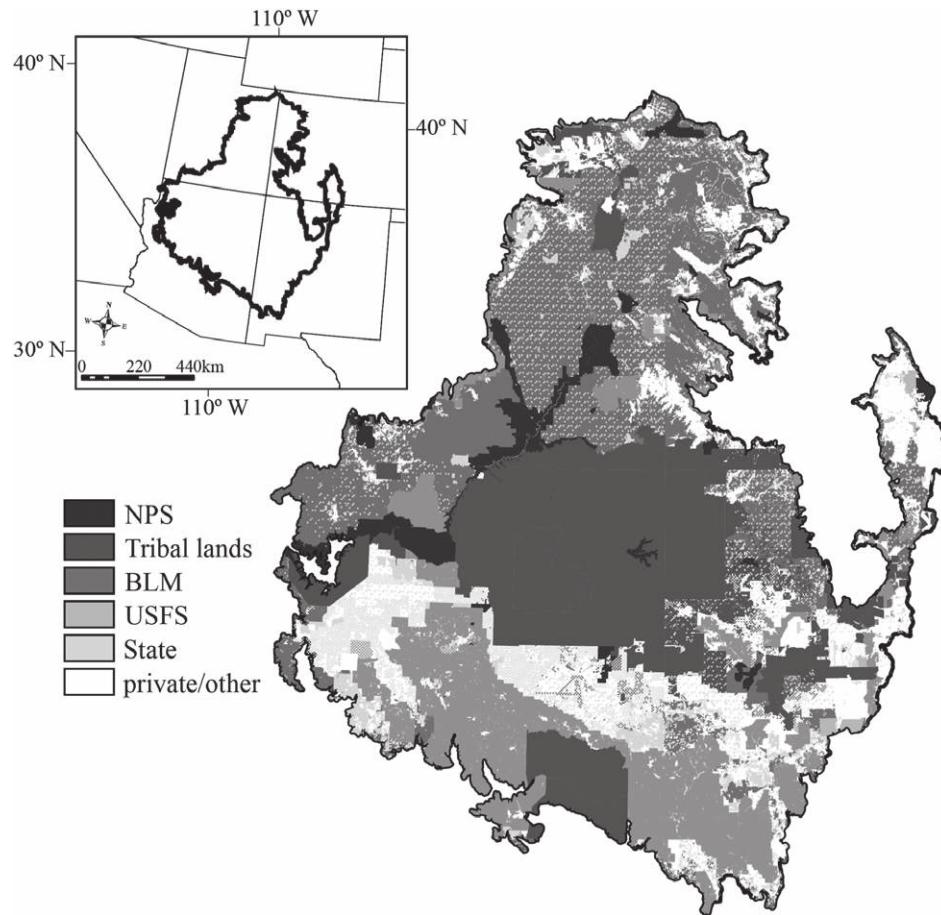 110º W
40º N
40º N
N
W
E
S
30º N
0 220 440km
110º W
NPS
Tribal lands
BLM
USFS
State
private/other